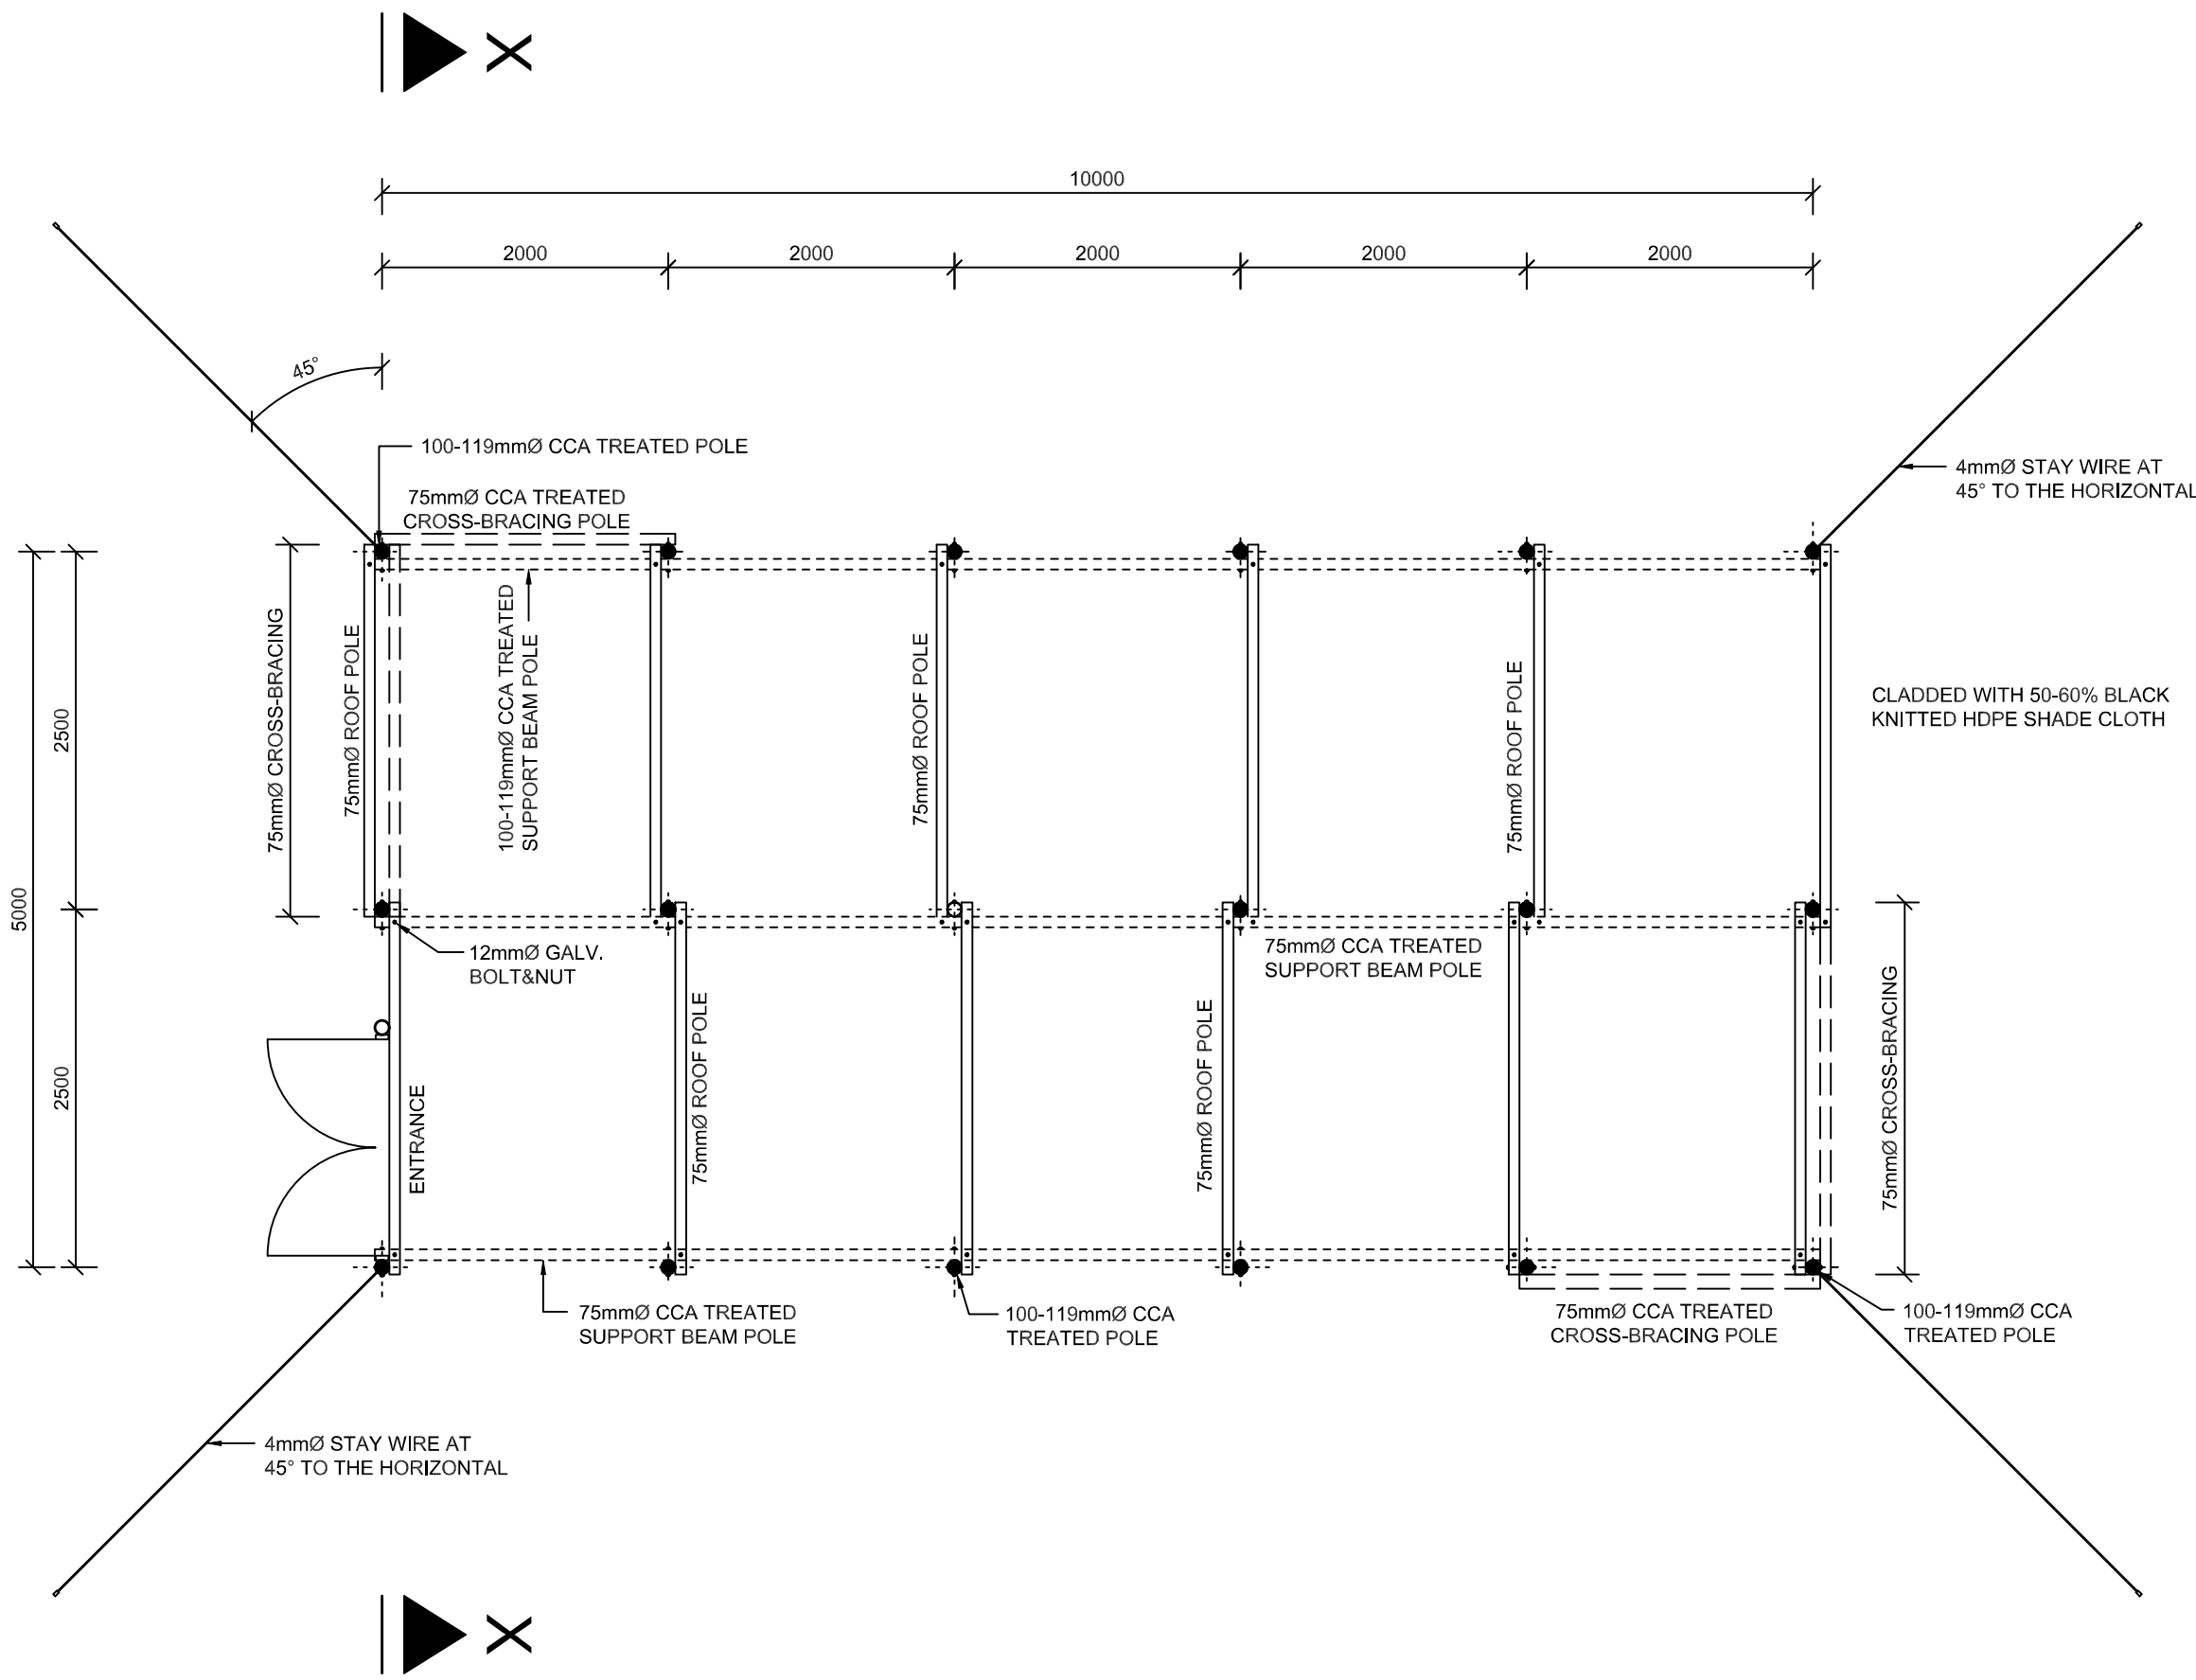 X
10000
2000
2000
2000
2000
2000
45°
100-119mmØ CCA TREATED POLE
75mmØ CCA TREATED
CROSS-BRACING POLE
4mmØ STAY WIRE AT
45° TO THE HORIZONTAL
5000
2500
2500
75mmØ CROSS-BRACING
75mmØ ROOF POLE
100-119mmØ CCA TREATED
SUPPORT BEAM POLE
75mmØ ROOF POLE
75mmØ ROOF POLE
CLADDED WITH 50-60% BLACK
KNITTED HDPE SHADE CLOTH
12mmØ GALV.
BOLT&NUT
75mmØ CCA TREATED
SUPPORT BEAM POLE
ENTRANCE
75mmØ ROOF POLE
75mmØ ROOF POLE
75mmØ CROSS-BRACING
75mmØ CCA TREATED
SUPPORT BEAM POLE
100-119mmØ CCA
TREATED POLE
75mmØ CCA TREATED
CROSS-BRACING POLE
100-119mmØ CCA
TREATED POLE
4mmØ STAY WIRE AT
45° TO THE HORIZONTAL
X